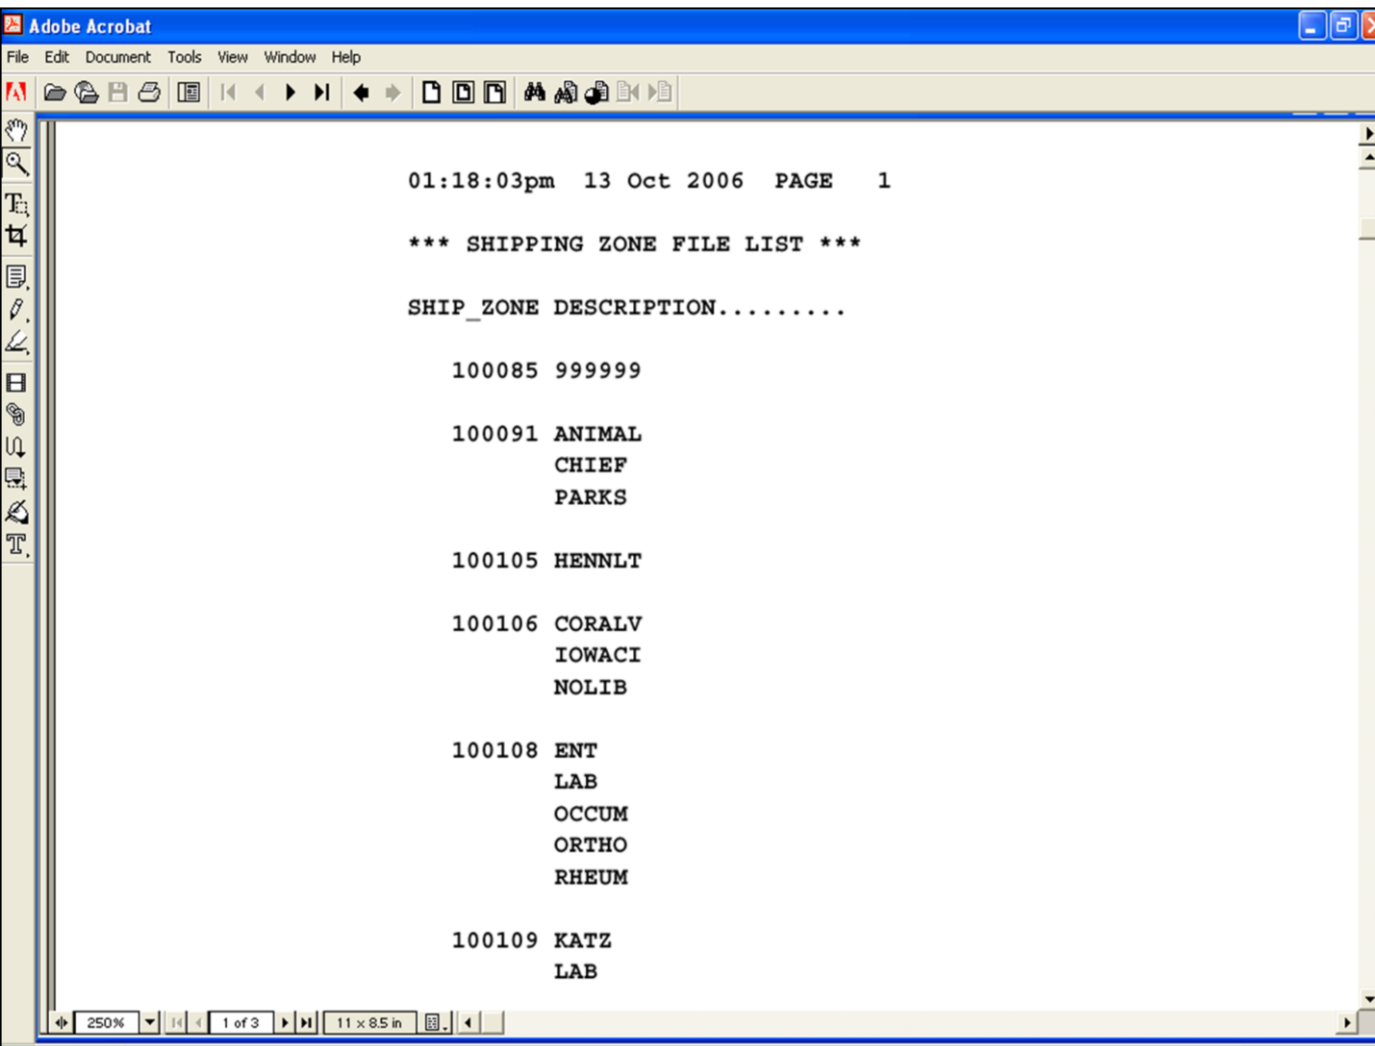 Adobe Acrobat
File Edit Document Tools View Window Help
01:18:03pm 13 Oct 2006 PAGE 1
*** SHIPPING ZONE FILE LIST ***
SHIP_ZONE DESCRIPTION.........
100085 999999
100091 ANIMAL
CHIEF
PARKS
100105 HENNLT
100106 CORALV
IOWACI
NOLIB
100108 ENT
LAB
OCCUM
ORTHO
RHEUM
100109 KATZ
LAB
250% 1 of 3 11 x 8.5 in